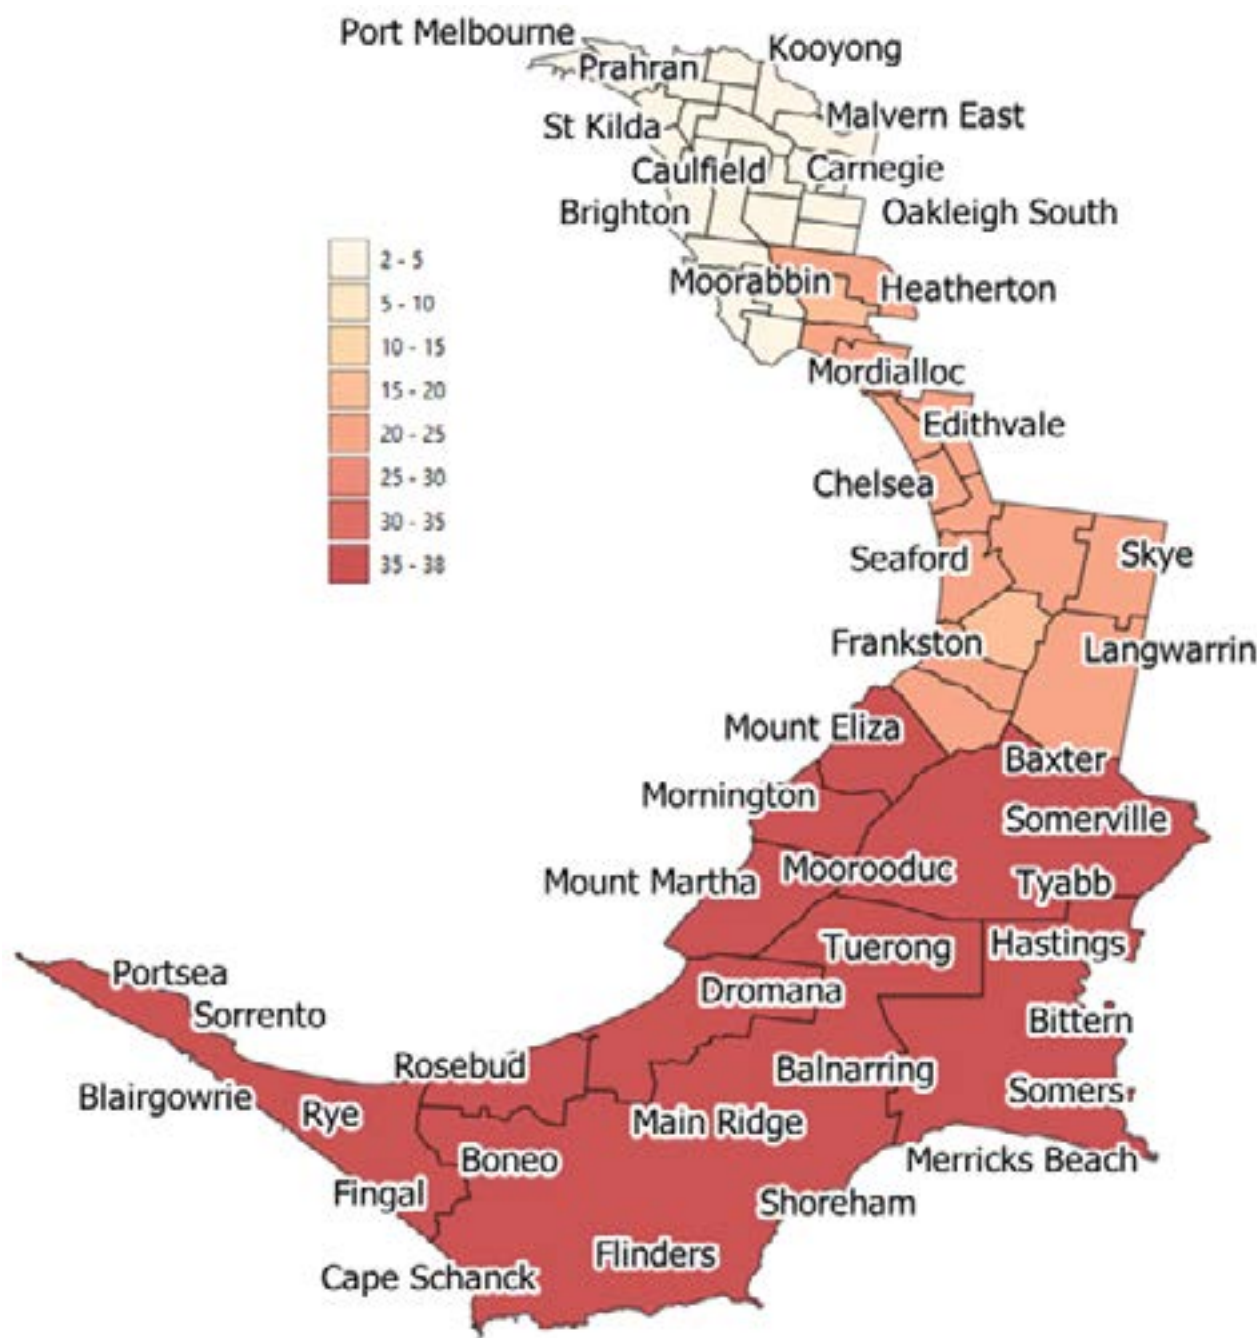 Port Melbourne
Kooyong
Prahran
Malvern East
St Kilda
Caulfield
Carnegie
Brighton
Oakleigh South
2 - 5
5 - 10
10 - 15
15 - 20
20 - 25
25 - 30
30 - 35
35 - 38
Moorabbin
Heatherton
Mordialloc
Edithvale
Chelsea
Seaford
Skye
Frankston
Langwarrin
Mount Eliza
Baxter
Mornington
Somerville
Mount Martha
Moorooduc
Tyabb
Tuerong
Hastings
Portsea
Dromana
Sorrento
Bittern
Rosebud
Balnarring
Blairgowrie
Somers
Rye
Main Ridge
Boneo
Merricks Beach
Fingal
Shoreham
Flinders
Cape Schanck